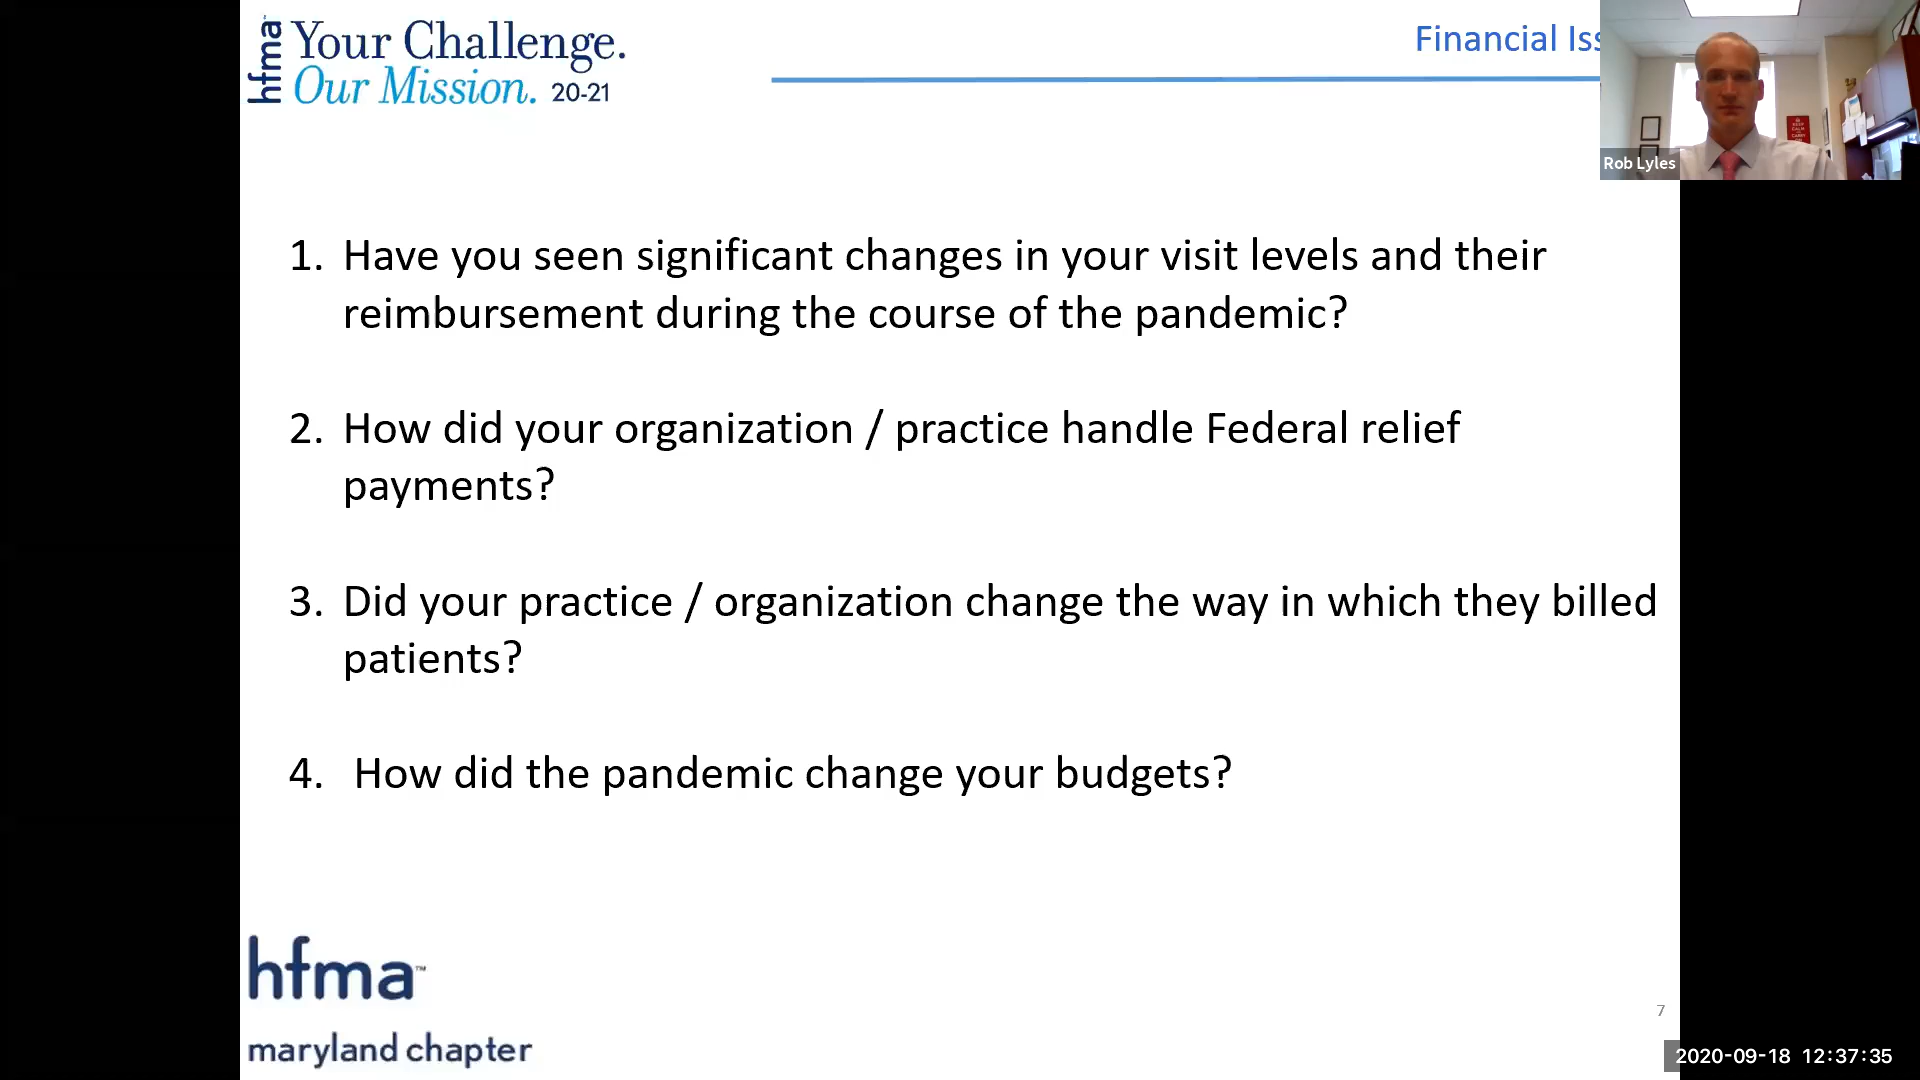 hfma Your Challenge.
Our Mission. 20-21
Financial Iss
Rob Lyles
KEEP
CALM
1. Have you seen significant changes in your visit levels and their
reimbursement during the course of the pandemic?
2. How did your organization / practice handle Federal relief
payments?
3. Did your practice / organization change the way in which they billed
patients?
4. How did the pandemic change your budgets?
hfma™
maryland chapter
7
2020-09-18 12:37:35